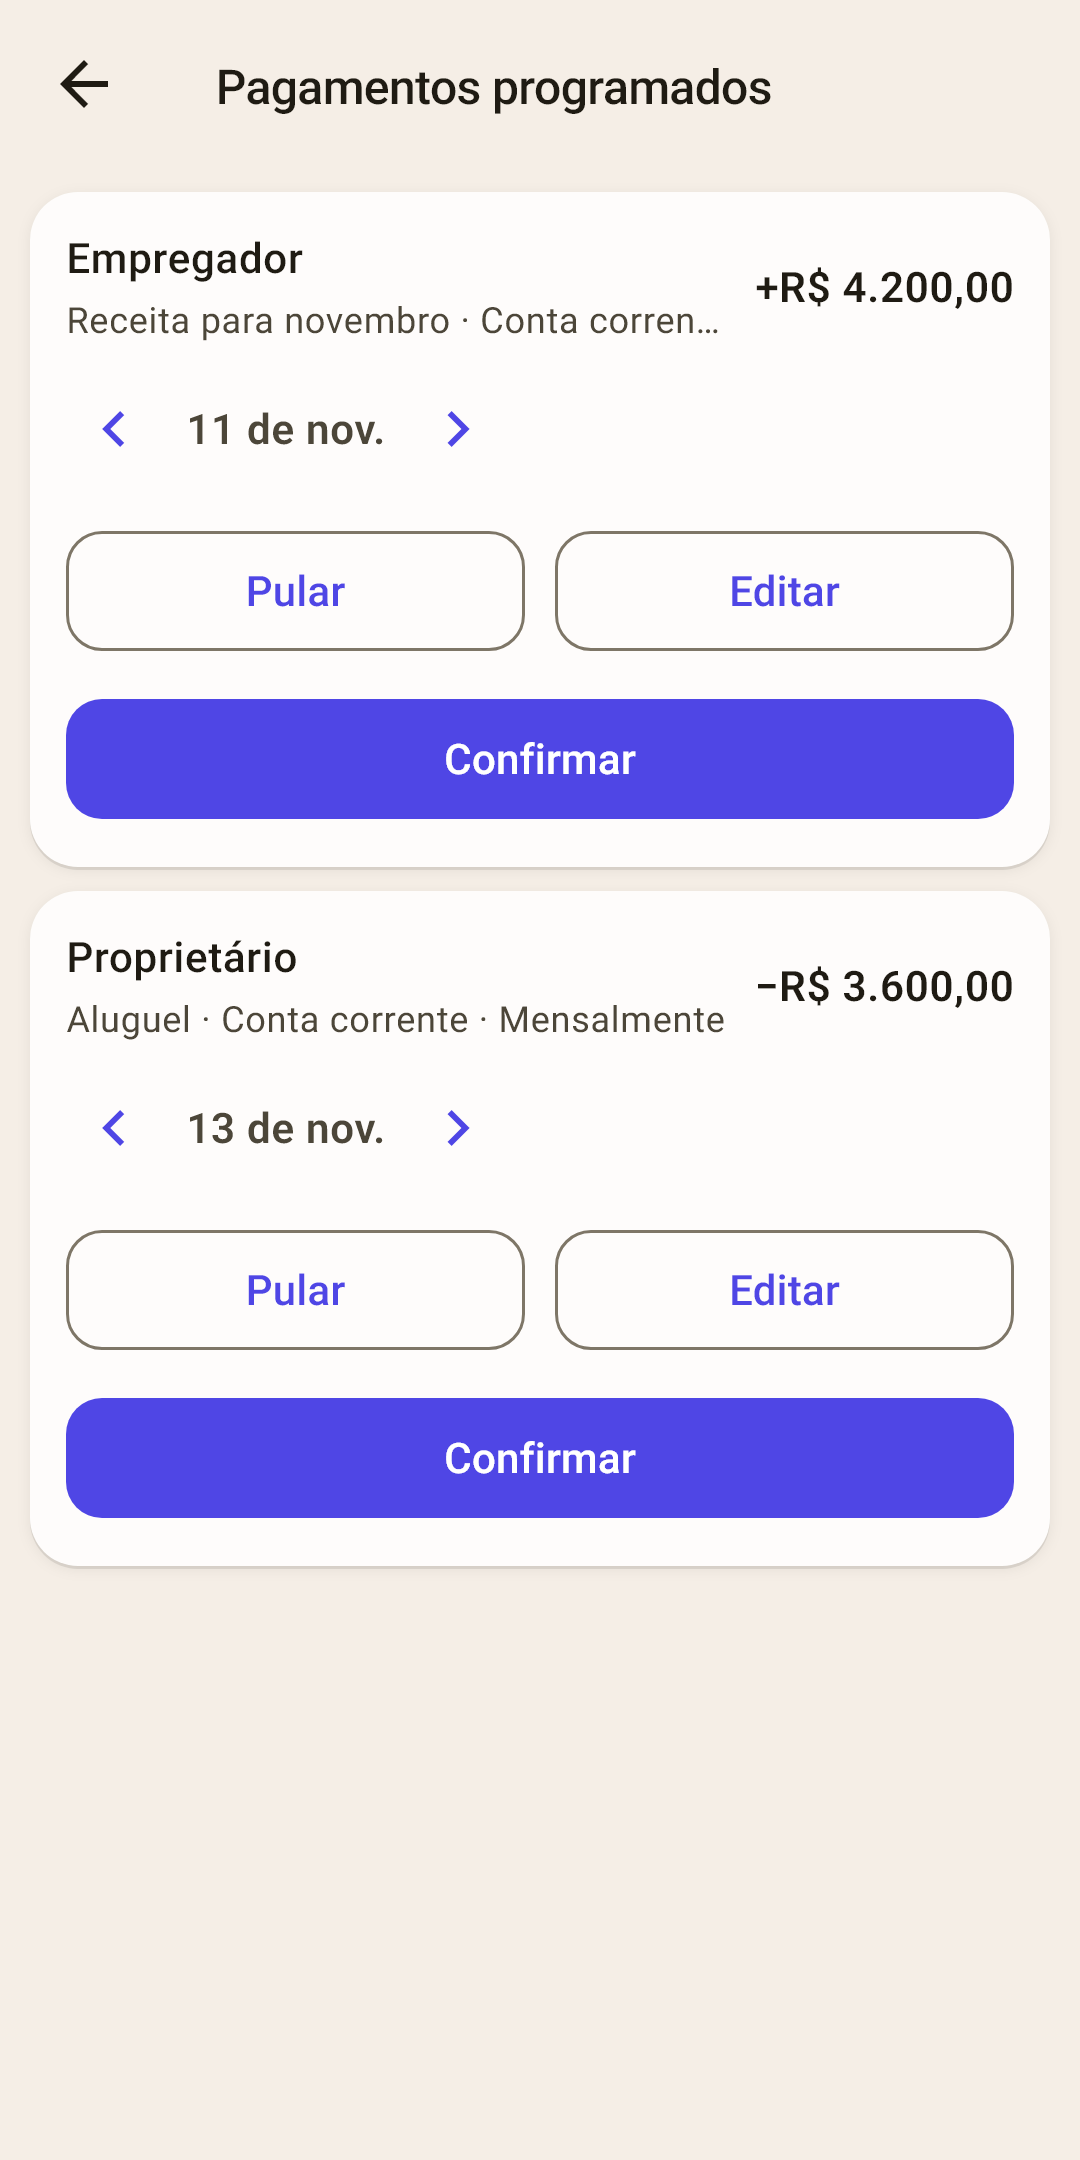 Pagamentos programados
Empregador
+R$ 4.200,00
Receita para novembro · Conta corren…
11 de nov.
Pular
Editar
Confirmar
Proprietário
−R$ 3.600,00
Aluguel · Conta corrente · Mensalmente
13 de nov.
Pular
Editar
Confirmar